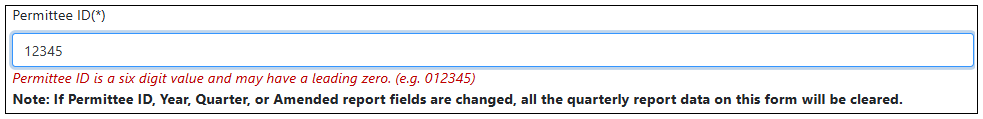 Permittee ID(*)
12345
Permittee ID is a six digit value and may have a leading zero. (e.g. 012345)
Note: If Permittee ID, Year, Quarter, or Amended report fields are changed, all the quarterly report data on this form will be cleared.